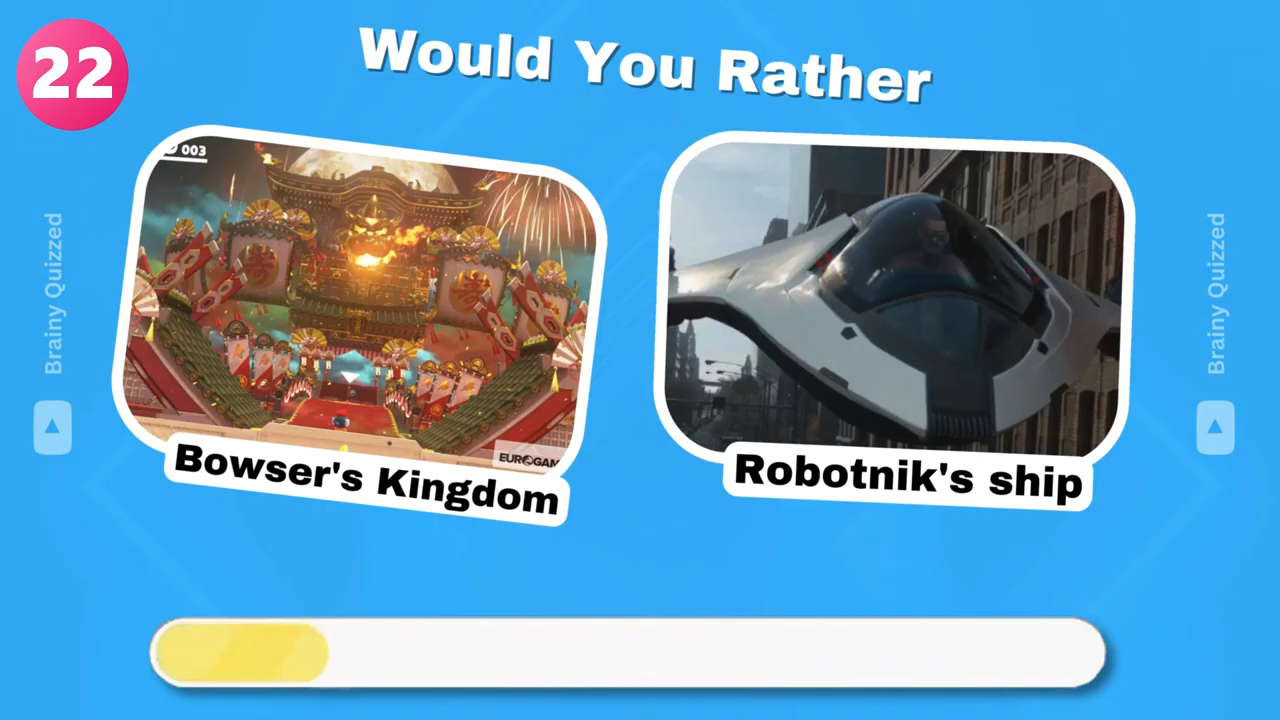 22
Would You Rather
003
EUROGAM
Bowser's Kingdom
Robotnik's ship
Brainy Quizzed
Brainy Quizzed